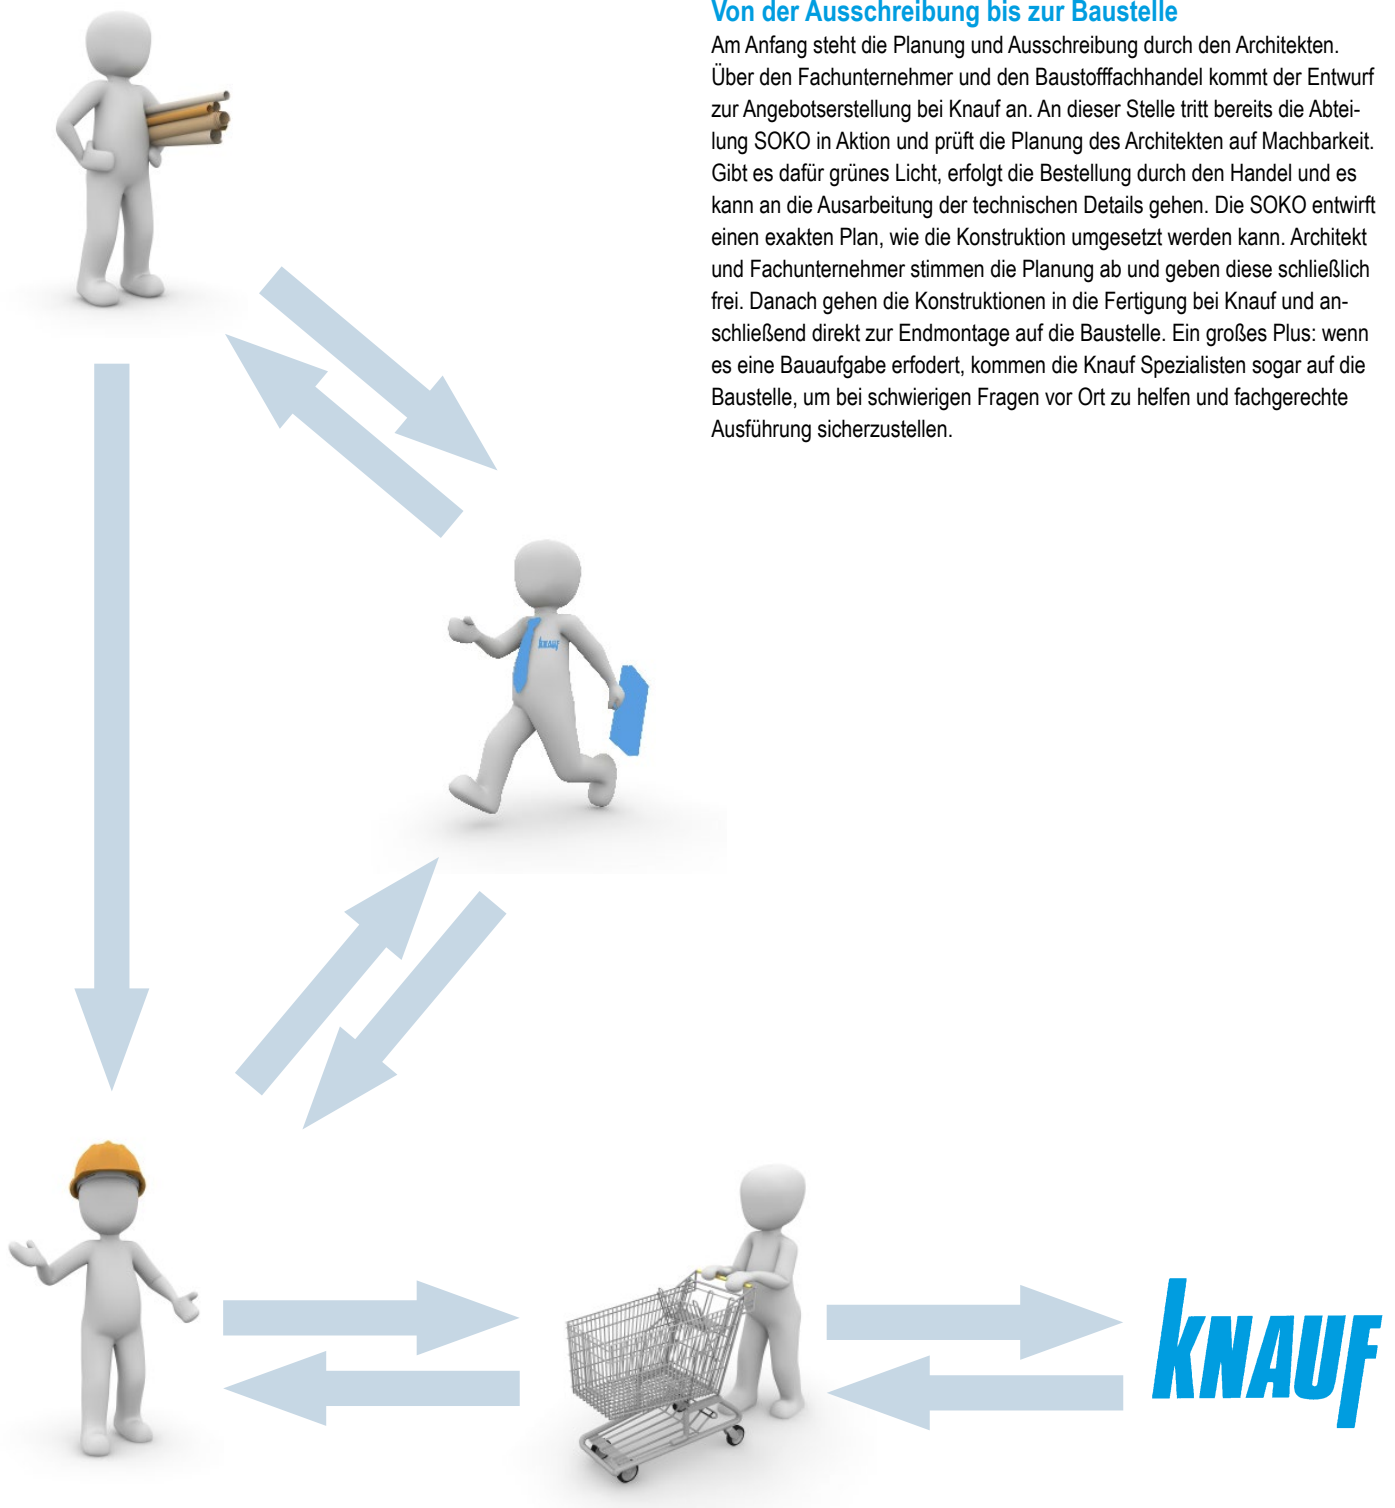 Von der Ausschreibung bis zur Baustelle
Am Anfang steht die Planung und Ausschreibung durch den Architekten.
Über den Fachunternehmer und den Baustofffachhandel kommt der Entwurf
zur Angebotserstellung bei Knauf an. An dieser Stelle tritt bereits die Abtei-
lung SOKO in Aktion und prüft die Planung des Architekten auf Machbarkeit.
Gibt es dafür grünes Licht, erfolgt die Bestellung durch den Handel und es
kann an die Ausarbeitung der technischen Details gehen. Die SOKO entwirft
einen exakten Plan, wie die Konstruktion umgesetzt werden kann. Architekt
und Fachunternehmer stimmen die Planung ab und geben diese schließlich
frei. Danach gehen die Konstruktionen in die Fertigung bei Knauf und an-
schließend direkt zur Endmontage auf die Baustelle. Ein großes Plus: wenn
es eine Bauaufgabe erfodert, kommen die Knauf Spezialisten sogar auf die
Baustelle, um bei schwierigen Fragen vor Ort zu helfen und fachgerechte
Ausführung sicherzustellen.
KNAUF
KNAUF